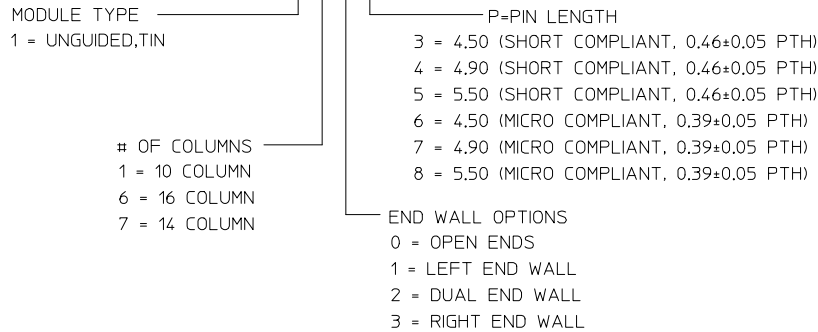 MODULE TYPE
1 = UNGUIDED,TIN
P=PIN LENGTH
3 = 4.50 (SHORT COMPLIANT, 0.46±0.05 PTH)
4 = 4.90 (SHORT COMPLIANT, 0.46±0.05 PTH)
5 = 5.50 (SHORT COMPLIANT, 0.46±0.05 PTH)
6 = 4.50 (MICRO COMPLIANT, 0.39±0.05 PTH)
7 = 4.90 (MICRO COMPLIANT, 0.39±0.05 PTH)
8 = 5.50 (MICRO COMPLIANT, 0.39±0.05 PTH)
# OF COLUMNS
1 = 10 COLUMN
6 = 16 COLUMN
7 = 14 COLUMN
END WALL OPTIONS
0 = OPEN ENDS
1 = LEFT END WALL
2 = DUAL END WALL
3 = RIGHT END WALL